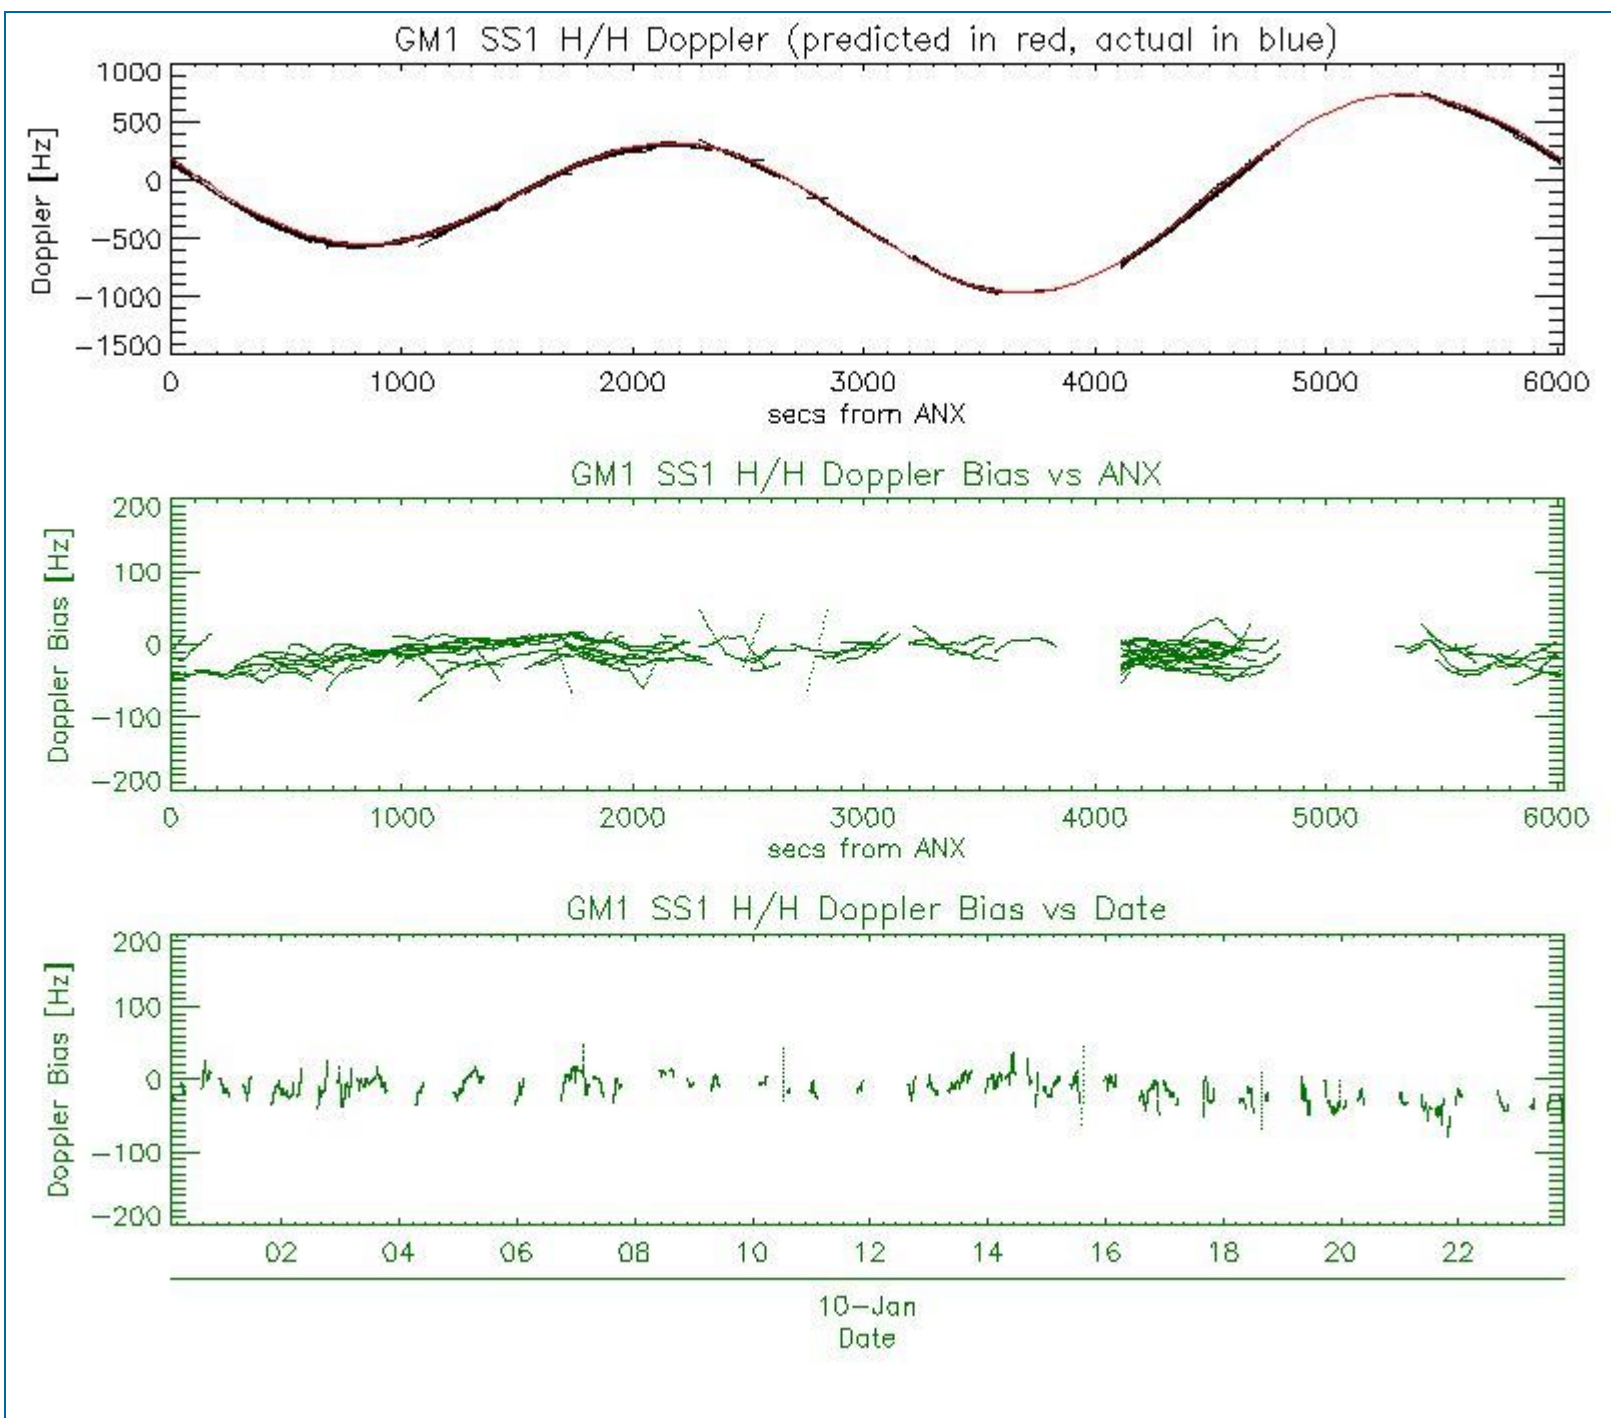 GM1 SS1 H/H Doppler (predicted in red, actual in blue)
1000
500
0
-500
-1000
-1500
Doppler [Hz]
0 1000 2000 3000 4000 5000 6000
secs from ANX
GM1 SS1 H/H Doppler Bias vs ANX
200
100
0
-100
-200
Doppler Bias [Hz]
0 1000 2000 3000 4000 5000 6000
secs from ANX
GM1 SS1 H/H Doppler Bias vs Date
200
100
0
-100
-200
Doppler Bias [Hz]
02 04 06 08 10 12 14 16 18 20 22
10-Jan
Date